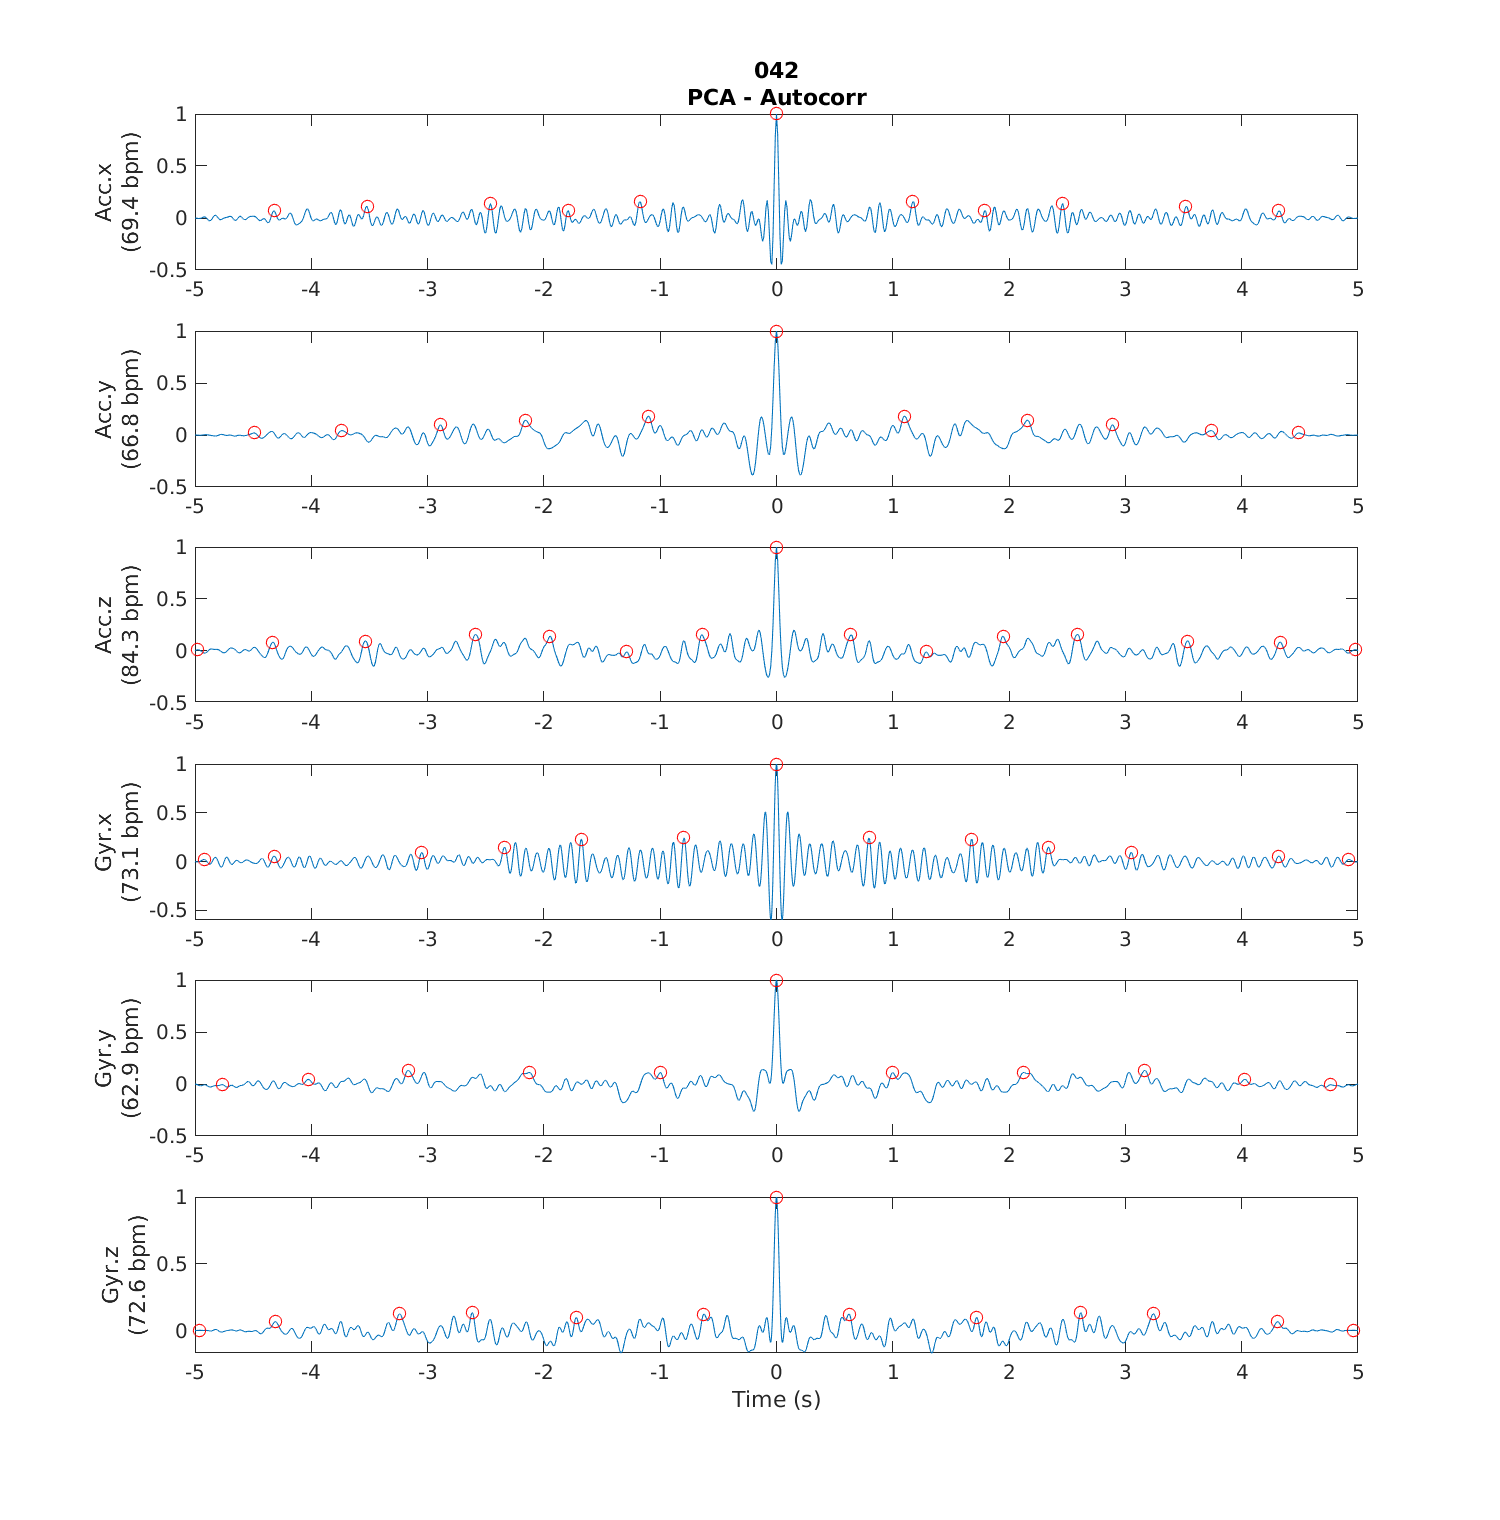 042
PCA - Autocorr
Acc.x
(69.4 bpm)
1
0.5
0
-0.5
-5 -4 -3 -2 -1 0 1 2 3 4 5
Acc.y
(66.8 bpm)
1
0.5
0
-0.5
-5 -4 -3 -2 -1 0 1 2 3 4 5
Acc.z
(84.3 bpm)
1
0.5
0
-0.5
-5 -4 -3 -2 -1 0 1 2 3 4 5
Gyr.x
(73.1 bpm)
1
0.5
0
-0.5
-5 -4 -3 -2 -1 0 1 2 3 4 5
Gyr.y
(62.9 bpm)
1
0.5
0
-0.5
-5 -4 -3 -2 -1 0 1 2 3 4 5
Gyr.z
(72.6 bpm)
1
0.5
0
-5 -4 -3 -2 -1 0 1 2 3 4 5
Time (s)